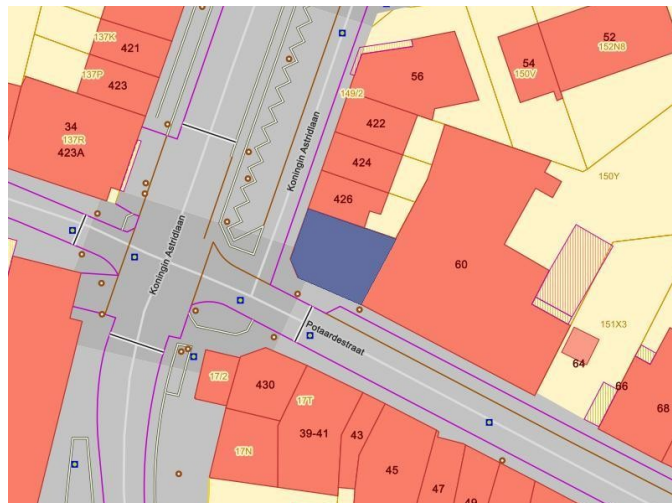 137K
421
137P
423
34
137R
423A
Koningin Astridlaan
Koningin Astridlaan
149/2
56
422
424
426
60
54
150V
52
152N8
150Y
151X3
64
66
68
Potaardestraat
17/2
430
17T
17N
39-41
43
45
47
49